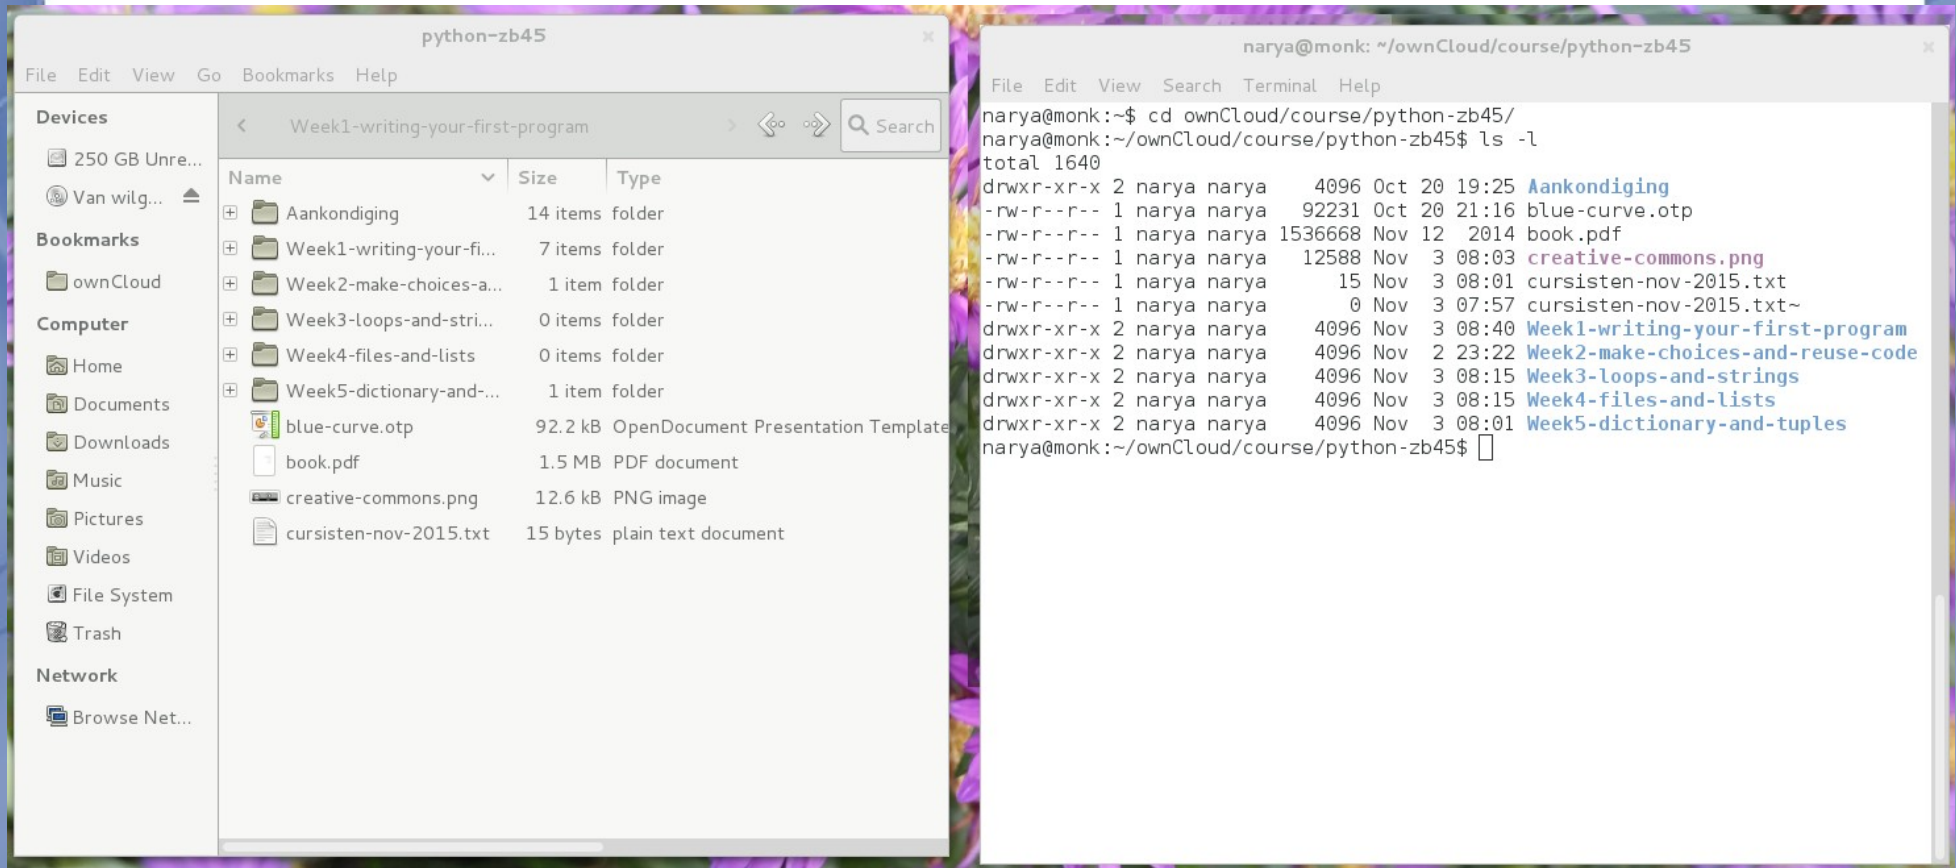 python-zb45
File Edit View Go Bookmarks Help
Devices
250 GB Unre...
Van wilg...
Bookmarks
ownCloud
Computer
Home
Documents
Downloads
Music
Pictures
Videos
File System
Trash
Network
Browse Net...
Week1-writing-your-first-program
Search
Name Size Type
Aankondiging 14 items folder
Week1-writing-your-fi... 7 items folder
Week2-make-choices-a... 1 item folder
Week3-loops-and-stri... 0 items folder
Week4-files-and-lists 0 items folder
Week5-dictionary-and-... 1 item folder
blue-curve.otp 92.2 kB OpenDocument Presentation Template
book.pdf 1.5 MB PDF document
creative-commons.png 12.6 kB PNG image
cursisten-nov-2015.txt 15 bytes plain text document
narya@monk: ~/ownCloud/course/python-zb45
File Edit View Search Terminal Help
narya@monk:~$ cd ownCloud/course/python-zb45/
narya@monk:~/ownCloud/course/python-zb45$ ls -l
total 1640
drwxr-xr-x 2 narya narya    4096 Oct 20 19:25 Aankondiging
-rw-r--r-- 1 narya narya   92231 Oct 20 21:16 blue-curve.otp
-rw-r--r-- 1 narya narya 1536668 Nov 12  2014 book.pdf
-rw-r--r-- 1 narya narya   12588 Nov  3 08:03 creative-commons.png
-rw-r--r-- 1 narya narya      15 Nov  3 08:01 cursisten-nov-2015.txt
-rw-r--r-- 1 narya narya       0 Nov  3 07:57 cursisten-nov-2015.txt~
drwxr-xr-x 2 narya narya    4096 Nov  3 08:40 Week1-writing-your-first-program
drwxr-xr-x 2 narya narya    4096 Nov  2 23:22 Week2-make-choices-and-reuse-code
drwxr-xr-x 2 narya narya    4096 Nov  3 08:15 Week3-loops-and-strings
drwxr-xr-x 2 narya narya    4096 Nov  3 08:15 Week4-files-and-lists
drwxr-xr-x 2 narya narya    4096 Nov  3 08:01 Week5-dictionary-and-tuples
narya@monk:~/ownCloud/course/python-zb45$